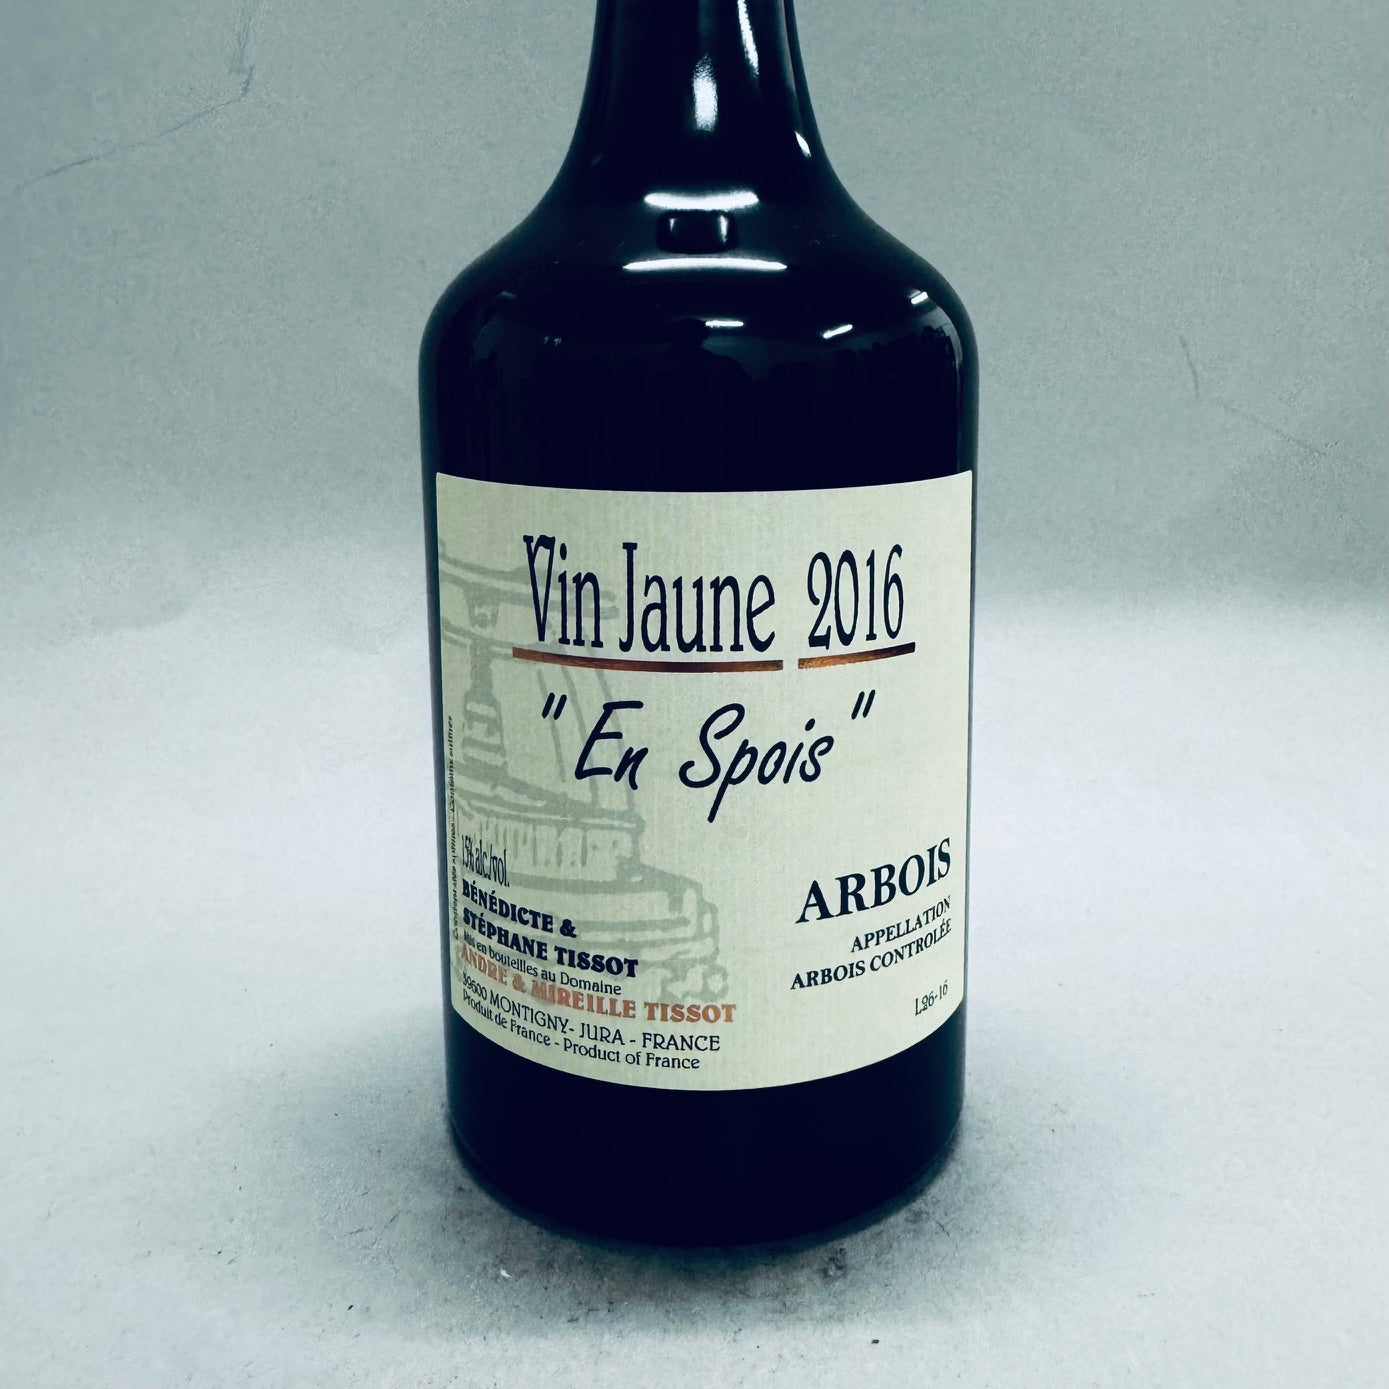 Vin Jaune 2016
"En Spois"
15% alc./vol.
BÉNÉDICTE &
STÉPHANE TISSOT
Mis en bouteilles au Domaine
ANDRE & MIREILLE TISSOT
39600 MONTIGNY- JURA - FRANCE
Produit de France - Product of France
ARBOIS
APPELLATION
ARBOIS CONTROLÉE
L26-16